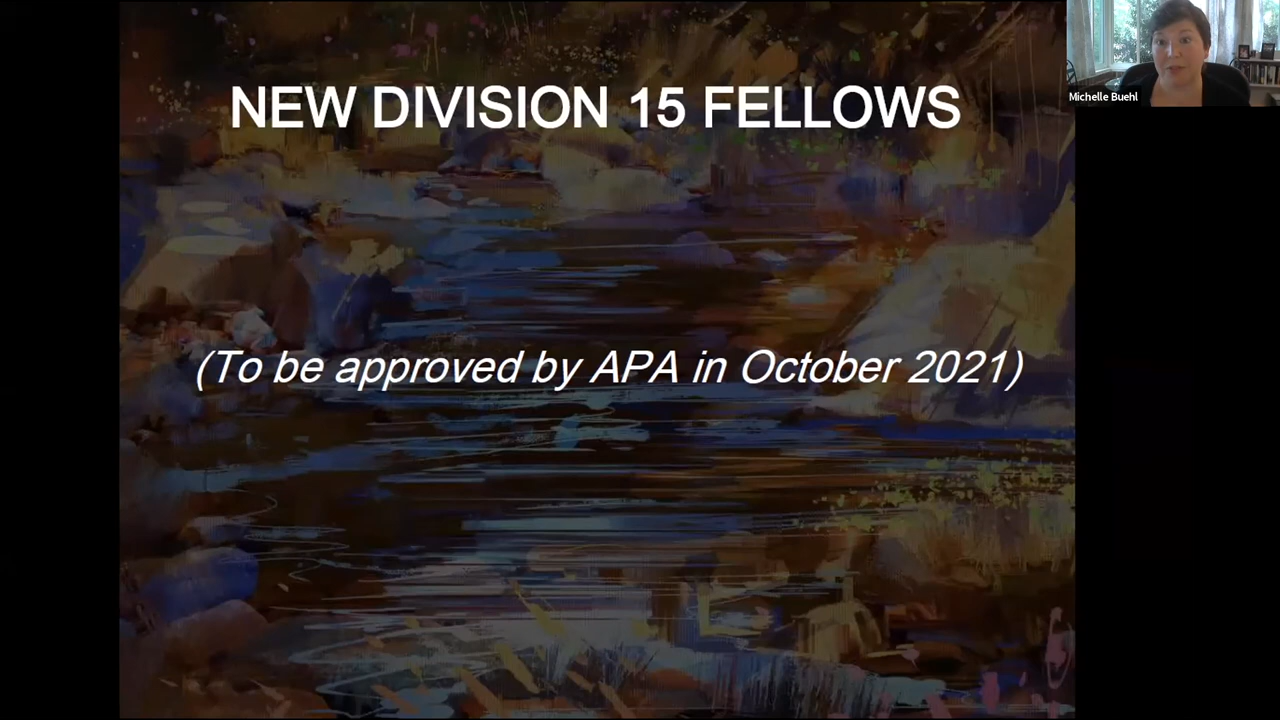 NEW DIVISION 15 FELLOWS
Michelle Buehl
(To be approved by APA in October 2021)